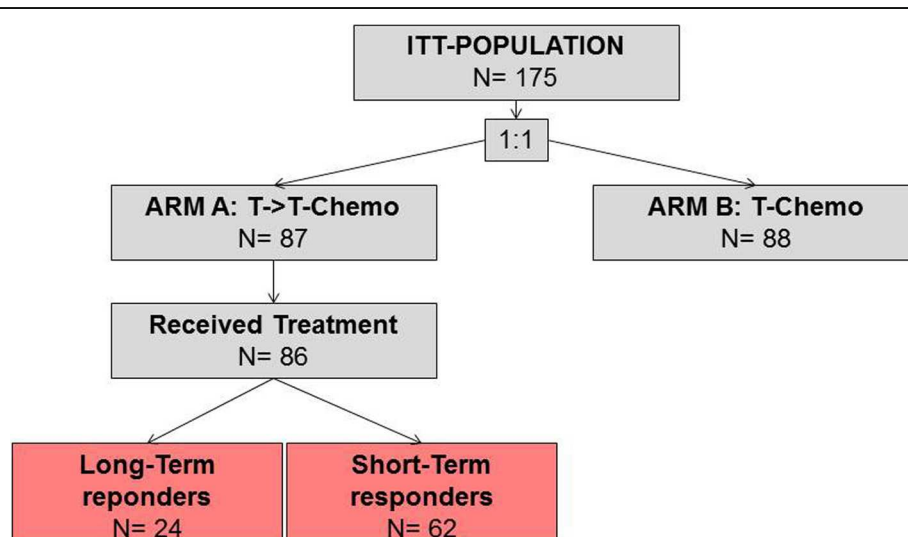 ITT-POPULATION
N= 175
1:1
ARM A: T->T-Chemo
N= 87
ARM B: T-Chemo
N= 88
Received Treatment
N= 86
Long-Term
reponders
N= 24
Short-Term
responders
N= 62